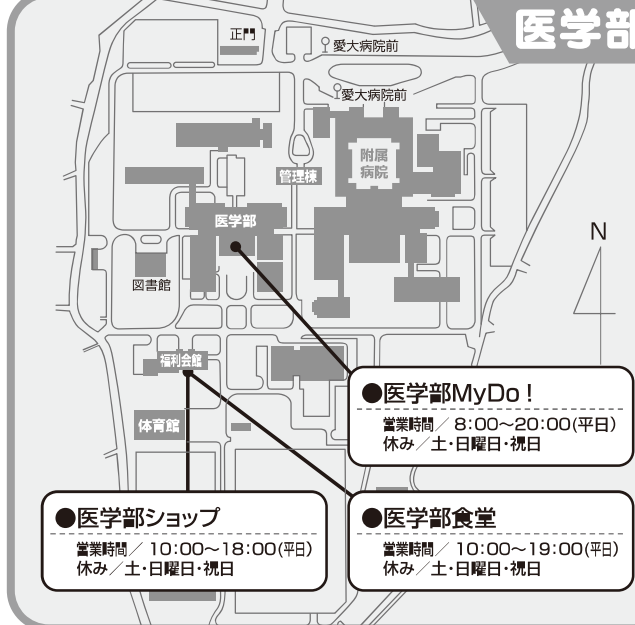 医学部
正門
愛大病院前
愛大病院前
附属
病院
管理棟
医学部
図書館
N
福利会館
体育館
●医学部MyDo!
営業時間/8:00~20:00(平日)
休み/土・日曜日・祝日
●医学部ショップ
営業時間/10:00~18:00(平日)
休み/土・日曜日・祝日
●医学部食堂
営業時間/10:00~19:00(平日)
休み/土・日曜日・祝日